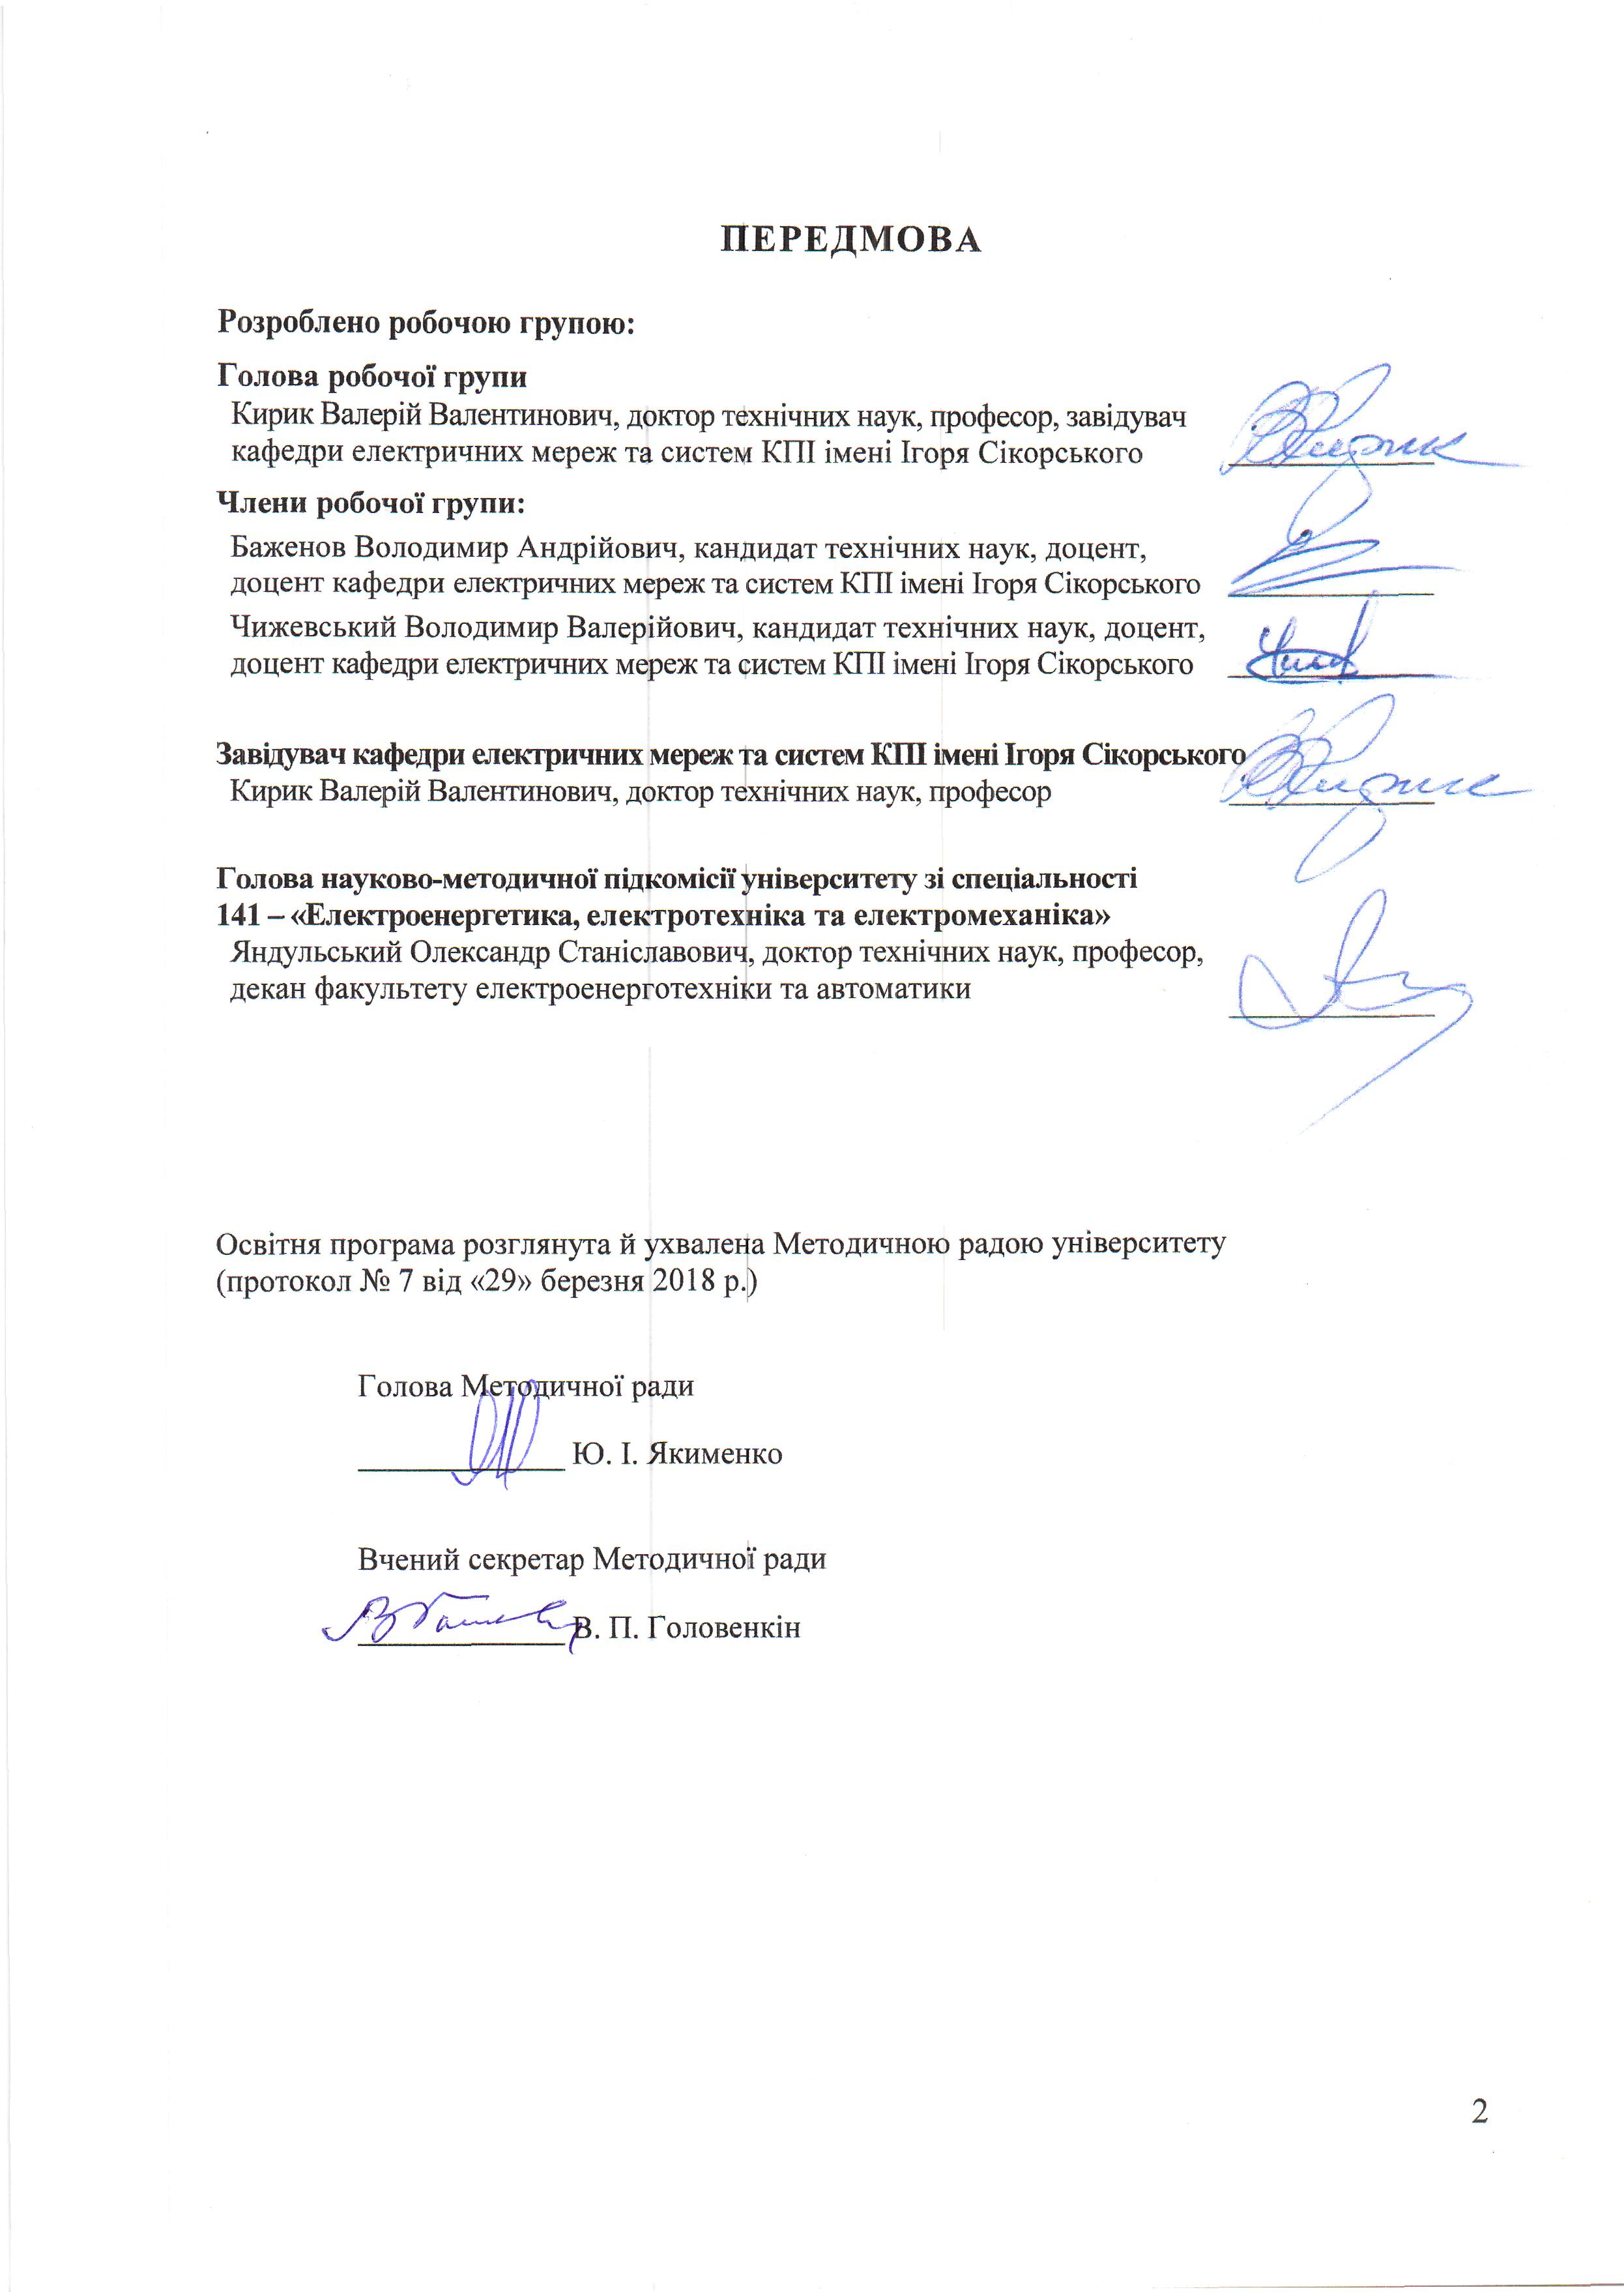 ПЕРЕДМОВА
Розроблено робочою групою:
Голова робочої групи
Кирик Валерій Валентинович, доктор технічних наук, професор, завідувач
кафедри електричних мереж та систем КПІ імені Ігоря Сікорського
Члени робочої групи:
Баженов Володимир Андрійович, кандидат технічних наук, доцент,
доцент кафедри електричних мереж та систем КПІ імені Ігоря Сікорського
Чижевський Володимир Валерійович, кандидат технічних наук, доцент,
доцент кафедри електричних мереж та систем КПІ імені Ігоря Сікорського
Завідувач кафедри електричних мереж та систем КПІ імені Ігоря Сікорського
Кирик Валерій Валентинович, доктор технічних наук, професор
Голова науково-методичної підкомісії університету зі спеціальності
141 – «Електроенергетика, електротехніка та електромеханіка»
Яндульський Олександр Станіславович, доктор технічних наук, професор,
декан факультету електроенерготехніки та автоматики
Освітня програма розглянута й ухвалена Методичною радою університету
(протокол № 7 від «29» березня 2018 р.)
Голова Методичної ради
Ю. І. Якименко
Вчений секретар Методичної ради
В. П. Головенкін
2